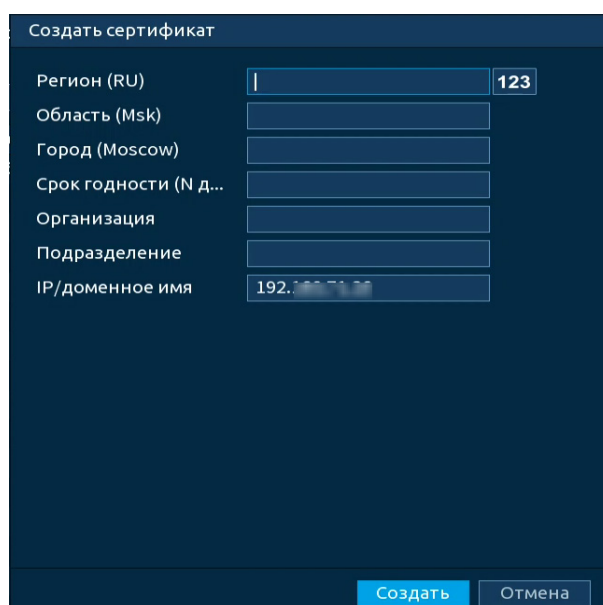 Создать сертификат
Регион (RU) 123
Область (Msk)
Город (Moscow)
Срок годности (N д...
Организация
Подразделение
IP/доменное имя 192.
Создать Отмена